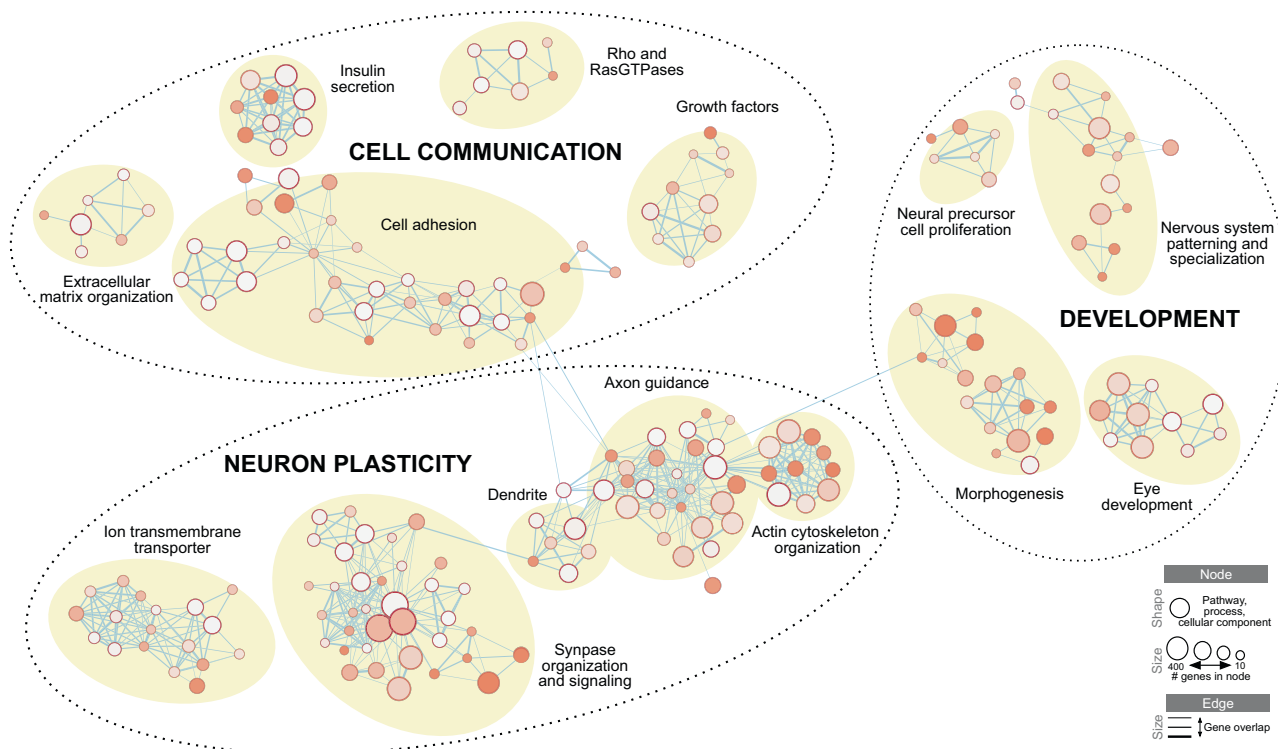 Insulin
secretion
Rho and
RasGTPases
Growth factors
CELL COMMUNICATION
Cell adhesion
Extracellular
matrix organization
Neural precursor
cell proliferation
Nervous system
patterning and
specialization
DEVELOPMENT
Morphogenesis
Eye
development
Axon guidance
NEURON PLASTICITY
Dendrite
Actin cytoskeleton
organization
Ion transmembrane
transporter
Synpase
organization
and signaling
Node
Shape
Pathway,
process,
cellular component
Size
400
10
# genes in node
Edge
Size
Gene overlap